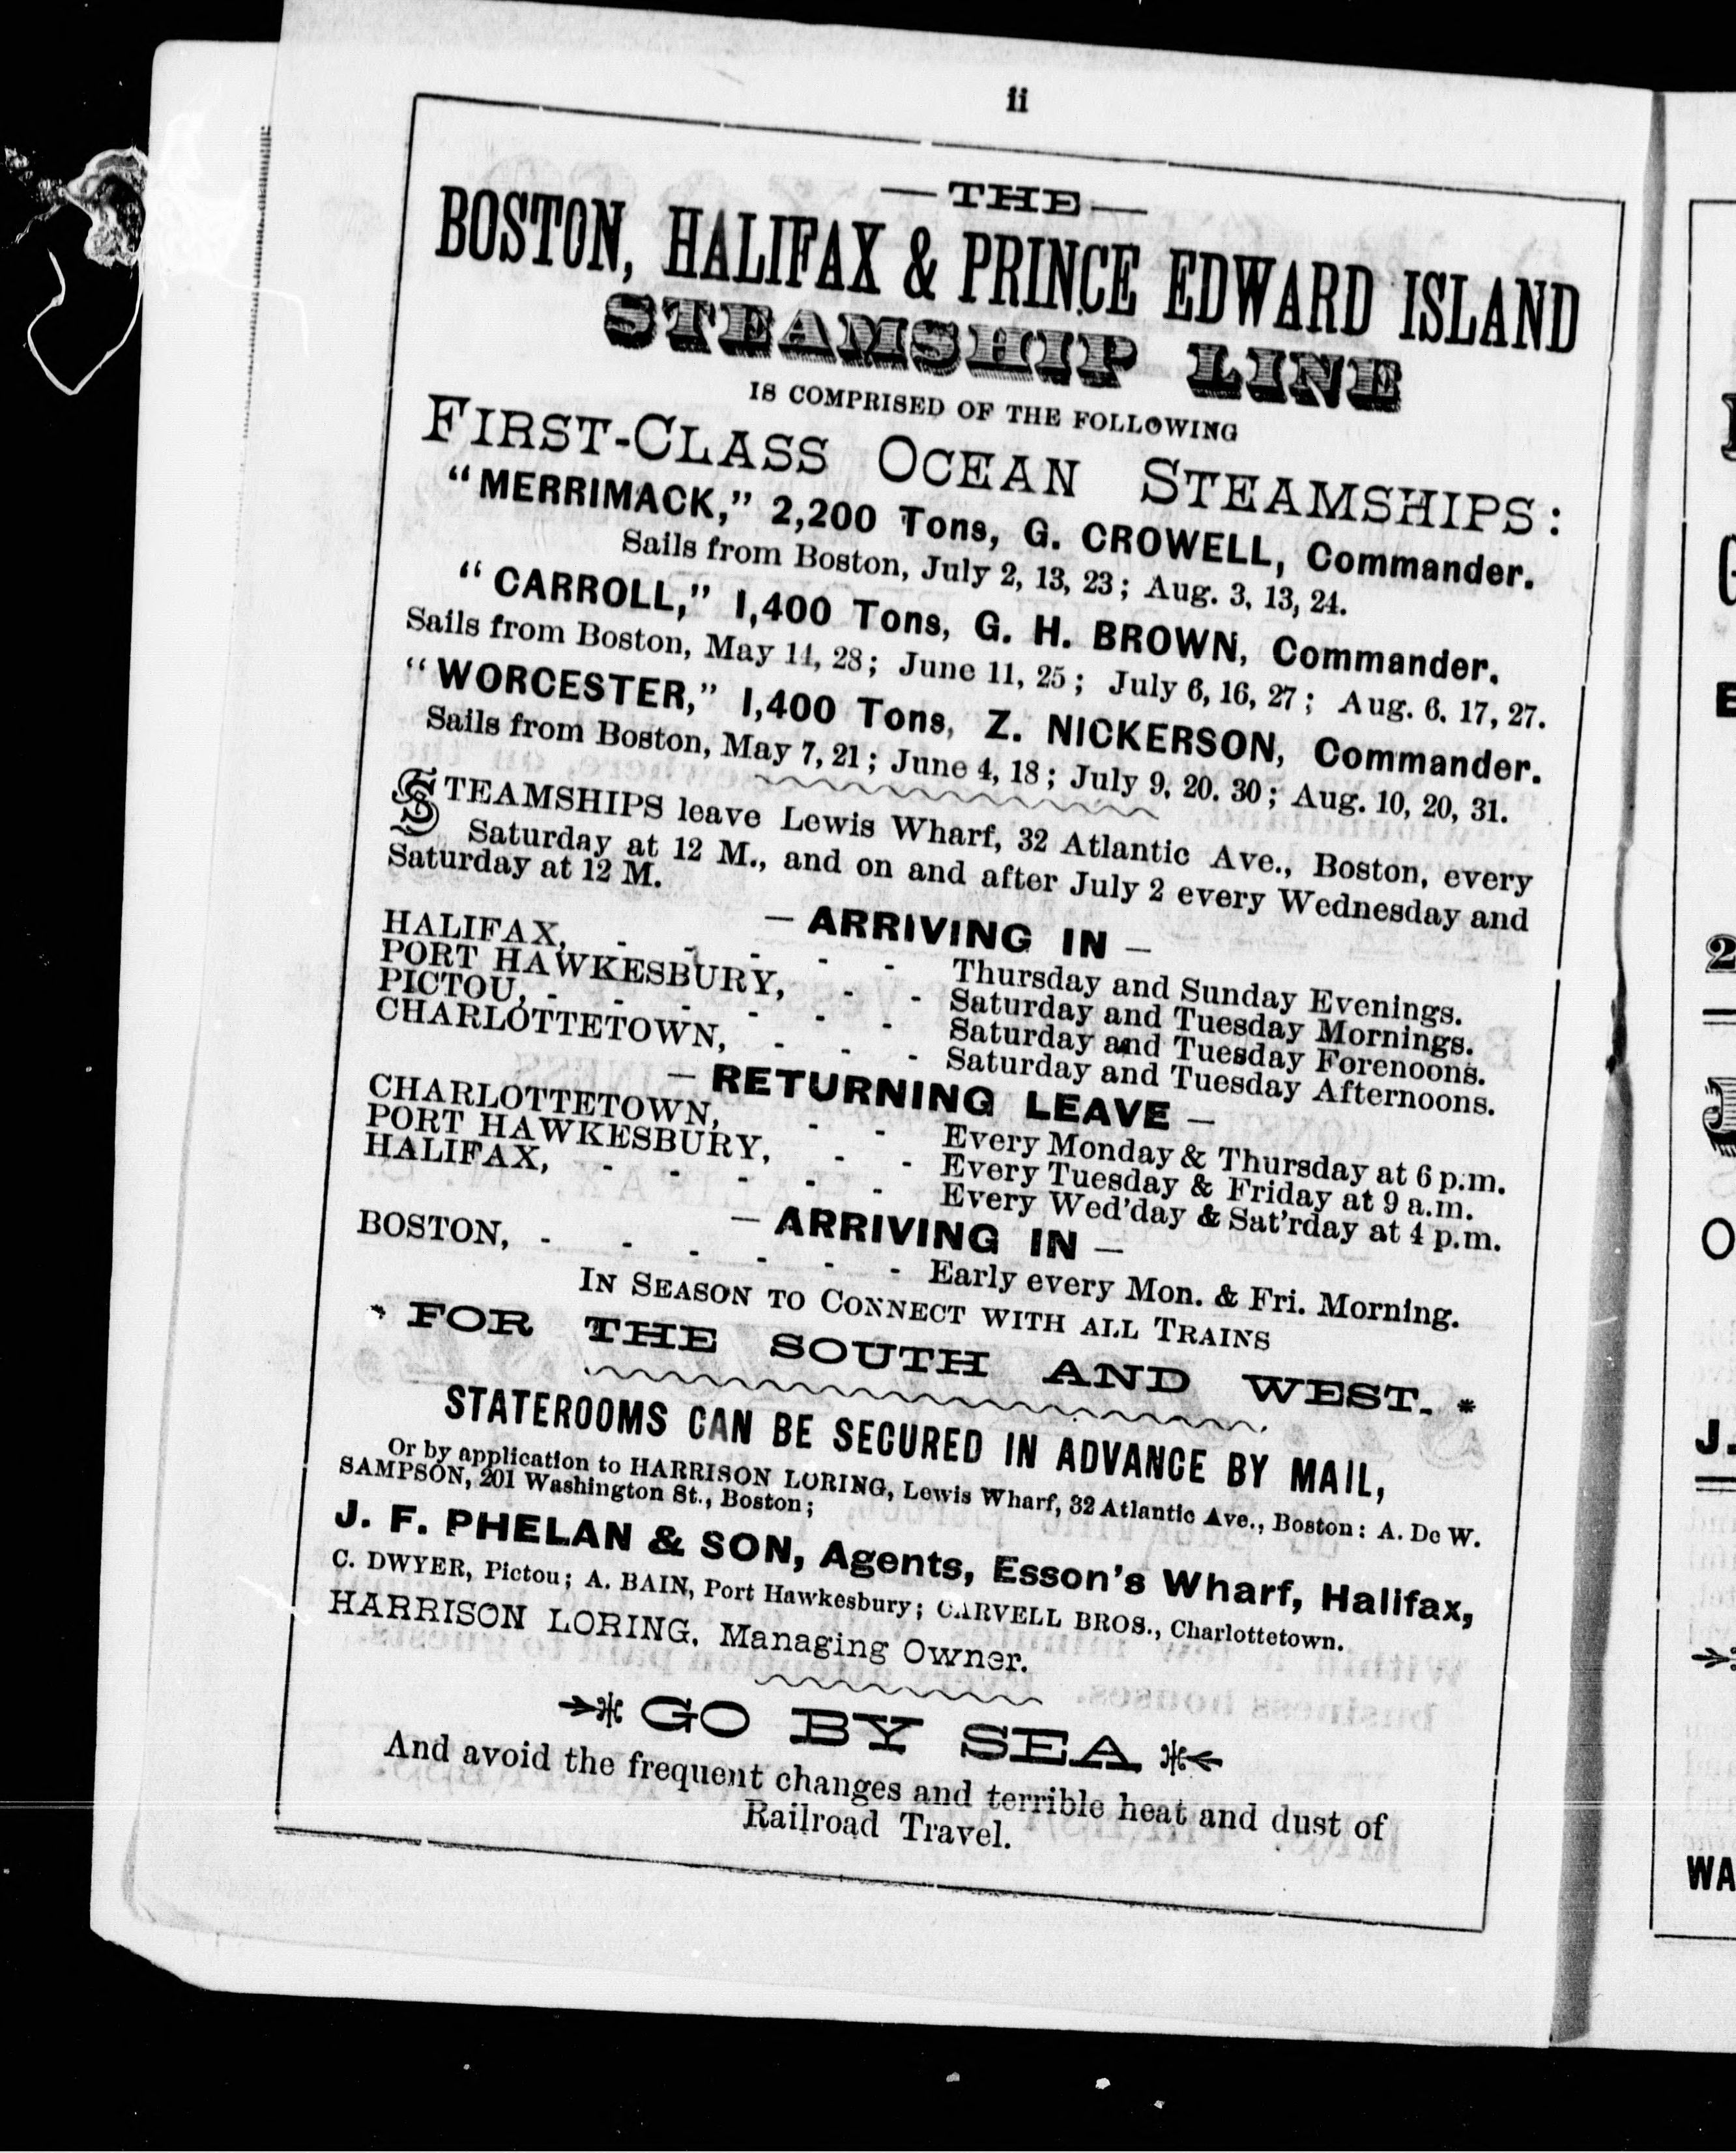 ii
— THE —
BOSTON, HALIFAX & PRINCE EDWARD ISLAND
STEAMSHIP LINE
IS COMPRISED OF THE FOLLOWING
FIRST-CLASS OCEAN STEAMSHIPS:
"MERRIMACK," 2,200 Tons, G. CROWELL, Commander.
Sails from Boston, July 2, 13, 23; Aug. 3, 13, 24.
"CARROLL," 1,400 Tons, G. H. BROWN, Commander.
Sails from Boston, May 14, 28; June 11, 25; July 6, 16, 27; Aug. 6. 17, 27.
"WORCESTER," 1,400 Tons, Z. NICKERSON, Commander.
Sails from Boston, May 7, 21; June 4, 18; July 9, 20. 30; Aug. 10, 20, 31.
STEAMSHIPS leave Lewis Wharf, 32 Atlantic Ave., Boston, every
Saturday at 12 M., and on and after July 2 every Wednesday and
Saturday at 12 M.
— ARRIVING IN —
HALIFAX, - - - - - Thursday and Sunday Evenings.
PORT HAWKESBURY, - - Saturday and Tuesday Mornings.
PICTOU, - - - - - - Saturday and Tuesday Forenoons.
CHARLOTTETOWN, - - - Saturday and Tuesday Afternoons.
— RETURNING LEAVE —
CHARLOTTETOWN, - - Every Monday & Thursday at 6 p.m.
PORT HAWKESBURY, - - Every Tuesday & Friday at 9 a.m.
HALIFAX, - - - - - Every Wed'day & Sat'rday at 4 p.m.
— ARRIVING IN —
BOSTON, - - - - - - Early every Mon. & Fri. Morning.
IN SEASON TO CONNECT WITH ALL TRAINS
* FOR THE SOUTH AND WEST. *
STATEROOMS CAN BE SECURED IN ADVANCE BY MAIL,
Or by application to HARRISON LORING, Lewis Wharf, 32 Atlantic Ave., Boston: A. De W.
SAMPSON, 201 Washington St., Boston;
J. F. PHELAN & SON, Agents, Esson's Wharf, Halifax,
C. DWYER, Pictou; A. BAIN, Port Hawkesbury; CARVELL BROS., Charlottetown.
HARRISON LORING, Managing Owner.
GO BY SEA
And avoid the frequent changes and terrible heat and dust of
Railroad Travel.
2
J.
WA